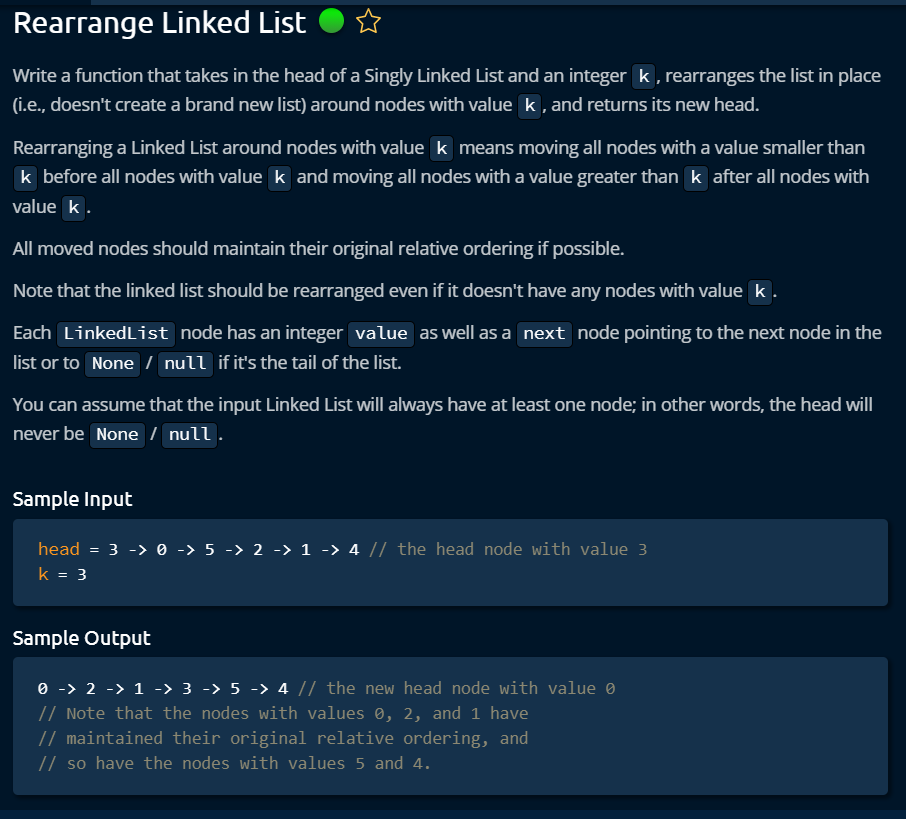 Rearrange Linked List
Write a function that takes in the head of a Singly Linked List and an integer k, rearranges the list in place
(i.e., doesn't create a brand new list) around nodes with value k, and returns its new head.
Rearranging a Linked List around nodes with value k means moving all nodes with a value smaller than
k before all nodes with value k and moving all nodes with a value greater than k after all nodes with
value k.
All moved nodes should maintain their original relative ordering if possible.
Note that the linked list should be rearranged even if it doesn't have any nodes with value k.
Each LinkedList node has an integer value as well as a next node pointing to the next node in the
list or to None / null if it's the tail of the list.
You can assume that the input Linked List will always have at least one node; in other words, the head will
never be None / null.
Sample Input
head = 3 -> 0 -> 5 -> 2 -> 1 -> 4 // the head node with value 3
k = 3
Sample Output
0 -> 2 -> 1 -> 3 -> 5 -> 4 // the new head node with value 0
// Note that the nodes with values 0, 2, and 1 have
// maintained their original relative ordering, and
// so have the nodes with values 5 and 4.